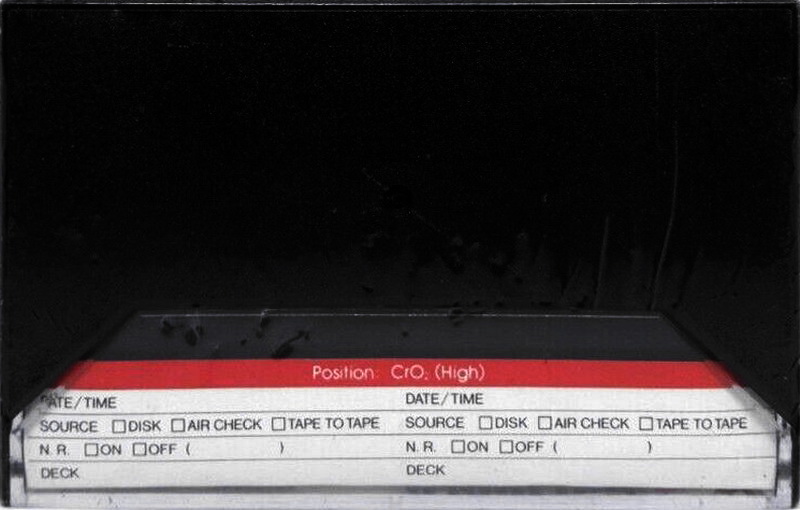 Position: CrO₂ (High)
DATE/TIME DATE/TIME
SOURCE □DISK □AIR CHECK □TAPE TO TAPE SOURCE □DISK □AIR CHECK □TAPE TO TAPE
N. R. □ON □OFF ( ) N. R. □ON □OFF ( )
DECK DECK